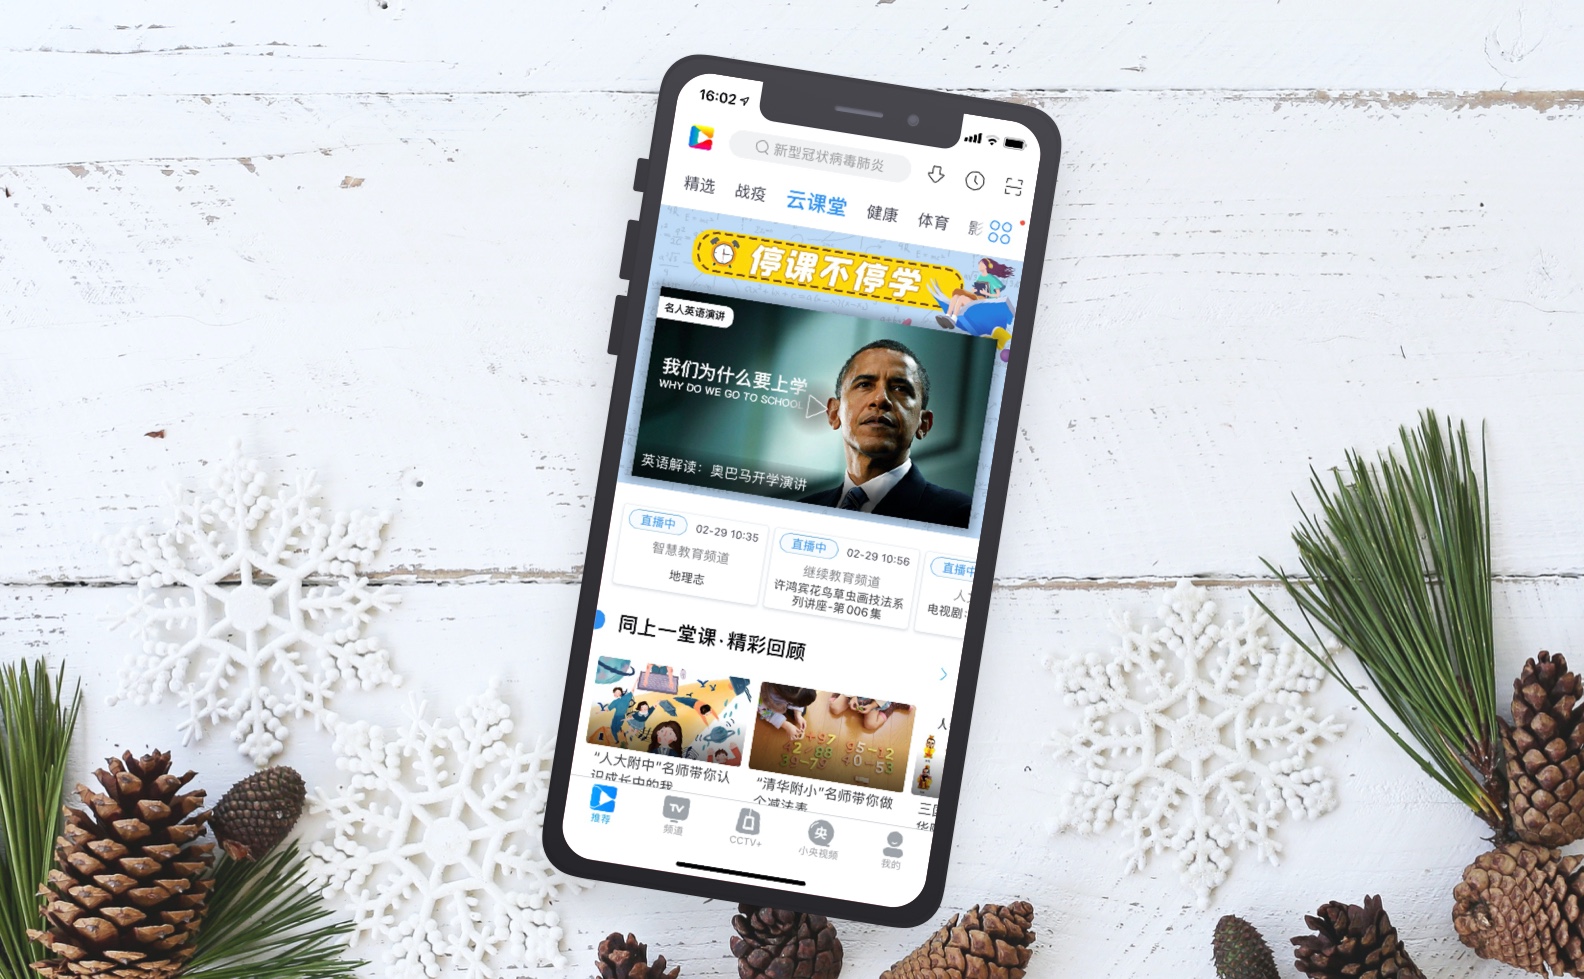 16:02
新型冠状病毒肺炎
精选 战疫 云课堂 健康 体育 影
停课不停学
名人英语演讲
我们为什么要上学
WHY DO WE GO TO SCHOOL
英语解读：奥巴马开学演讲
直播中 02-29 10:35
智慧教育频道
地理志
直播中 02-29 10:56
继续教育频道
许鸿宾花鸟草虫画技法系
列讲座-第006集
直播中
人
电视剧：
同上一堂课·精彩回顾
“人大附中”名师带你认
识成长中的我
“清华附小”名师带你做
个减法表
三国
推荐
TV
频道
CCTV+
央
小央视频
我的